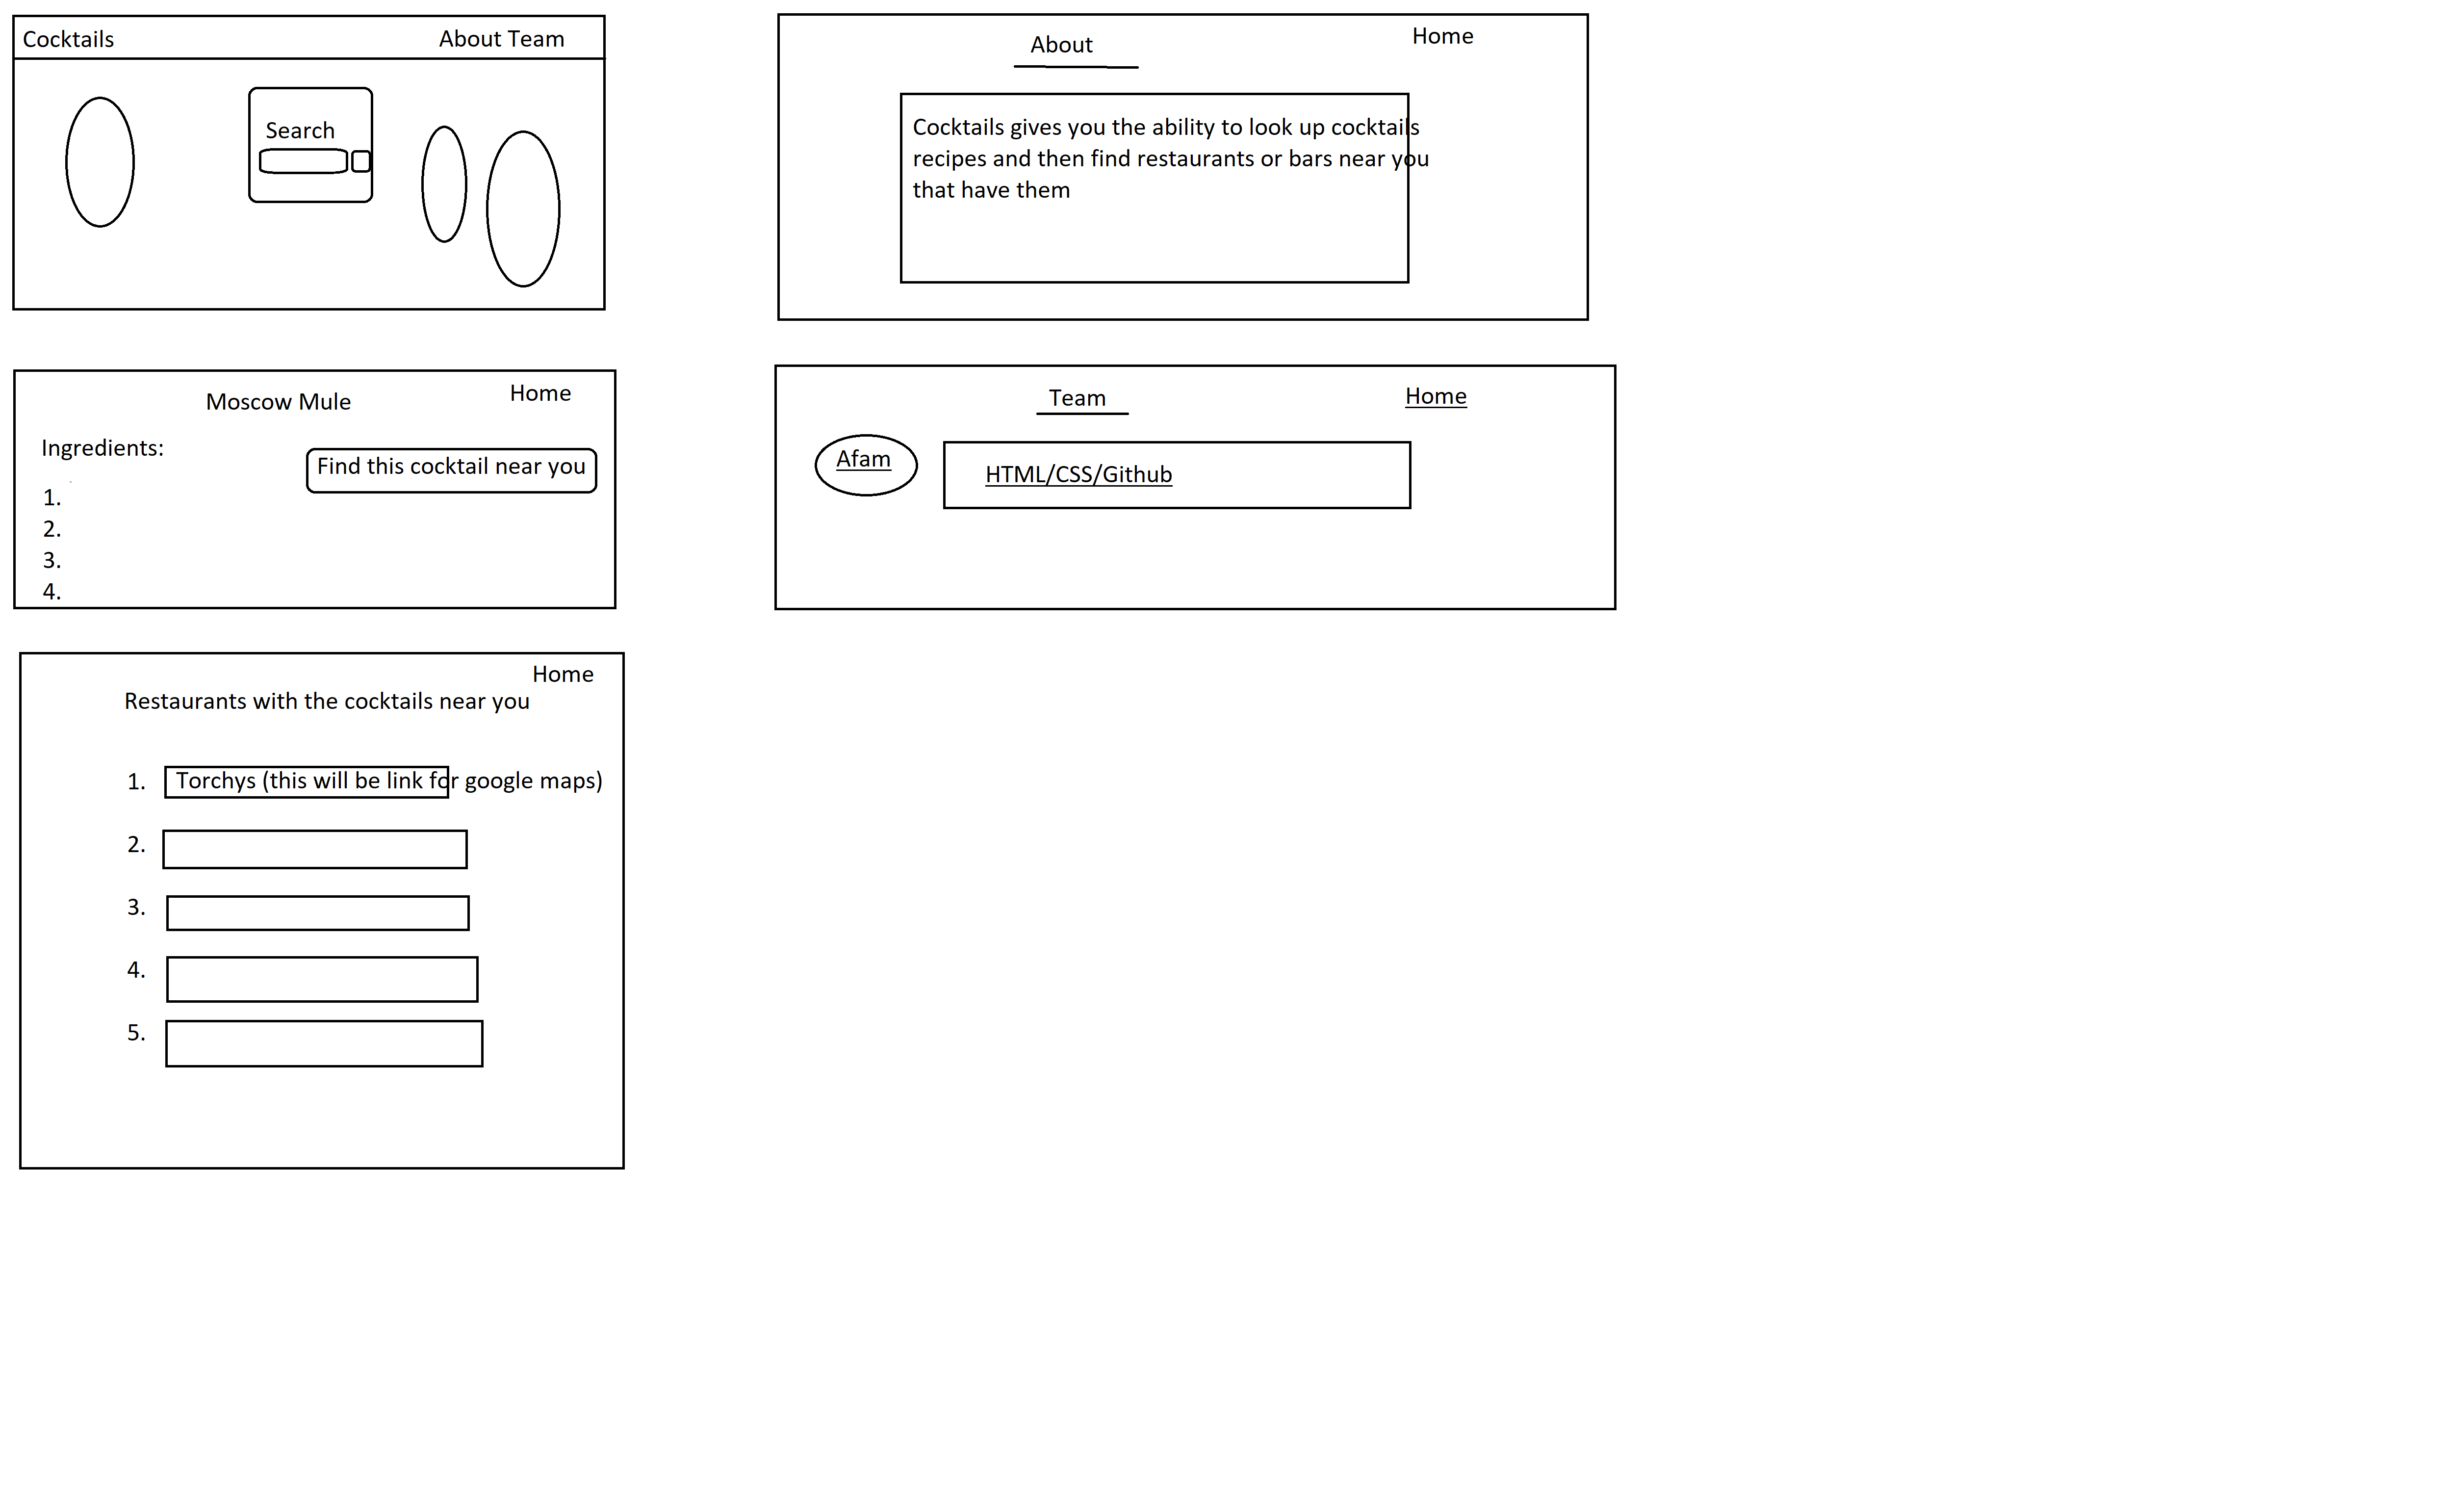 Cocktails
About Team
Search
About
Home
Cocktails gives you the ability to look up cocktails
recipes and then find restaurants or bars near you
that have them
Moscow Mule
Home
Ingredients:
Find this cocktail near you
1.
2.
3.
4.
Team
Home
Afam
HTML/CSS/Github
Home
Restaurants with the cocktails near you
1. Torchys (this will be link for google maps)
2.
3.
4.
5.